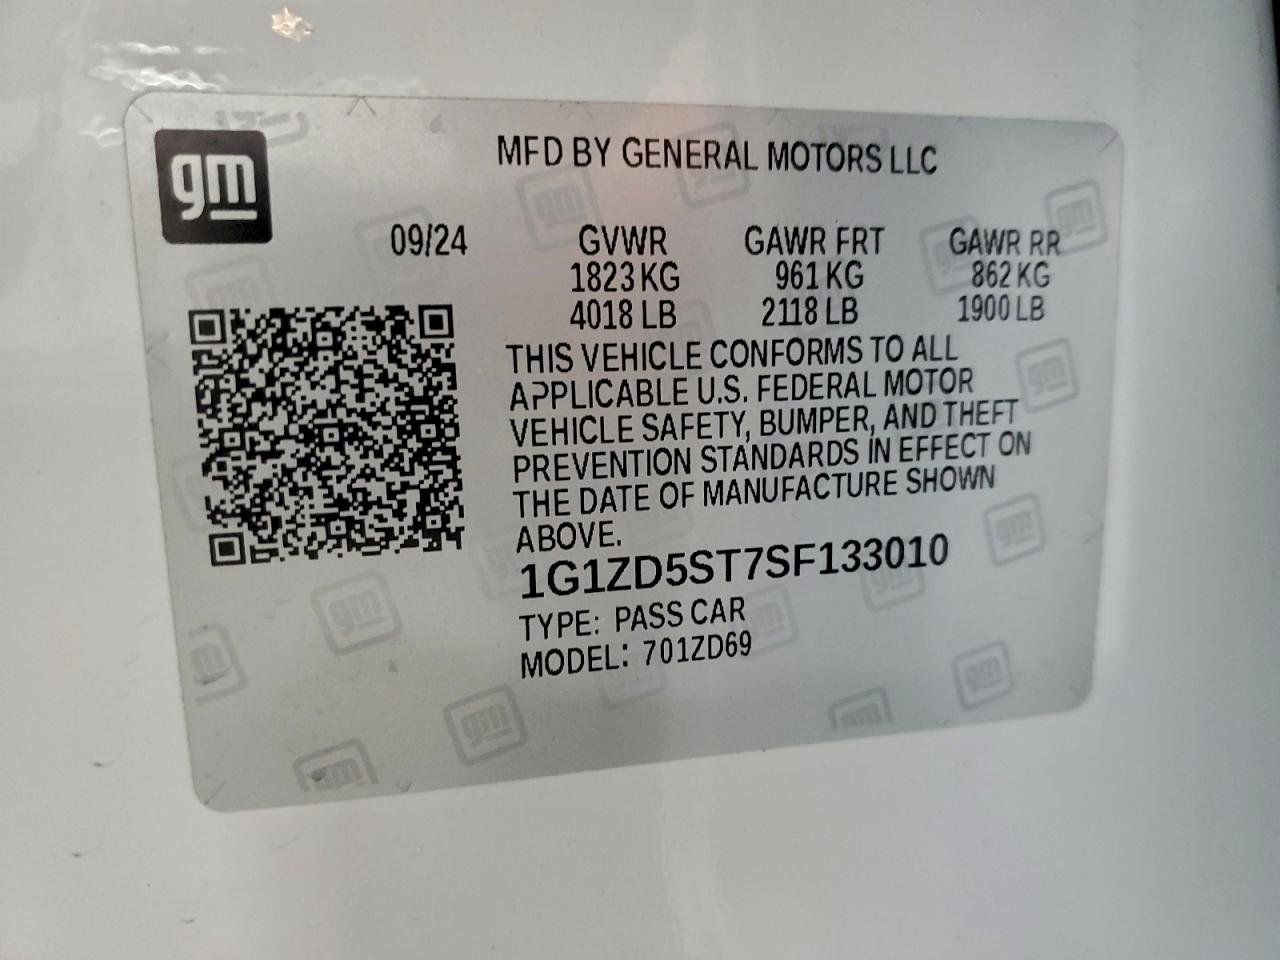 gm
MFD BY GENERAL MOTORS LLC
09/24 GVWR GAWR FRT GAWR RR
1823 KG 961 KG 862 KG
4018 LB 2118 LB 1900 LB
THIS VEHICLE CONFORMS TO ALL
APPLICABLE U.S. FEDERAL MOTOR
VEHICLE SAFETY, BUMPER, AND THEFT
PREVENTION STANDARDS IN EFFECT ON
THE DATE OF MANUFACTURE SHOWN
ABOVE.
1G1ZD5ST7SF133010
TYPE: PASS CAR
MODEL: 701ZD69